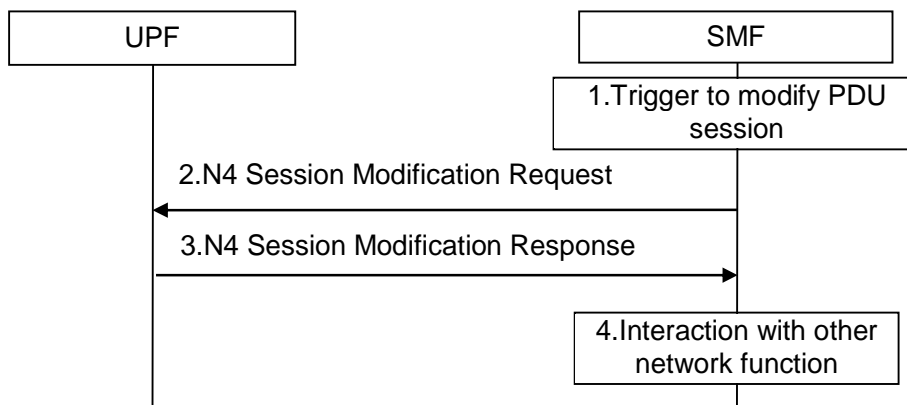 UPF
SMF
1.Trigger to modify PDU
session
2.N4 Session Modification Request
3.N4 Session Modification Response
4.Interaction with other
network function